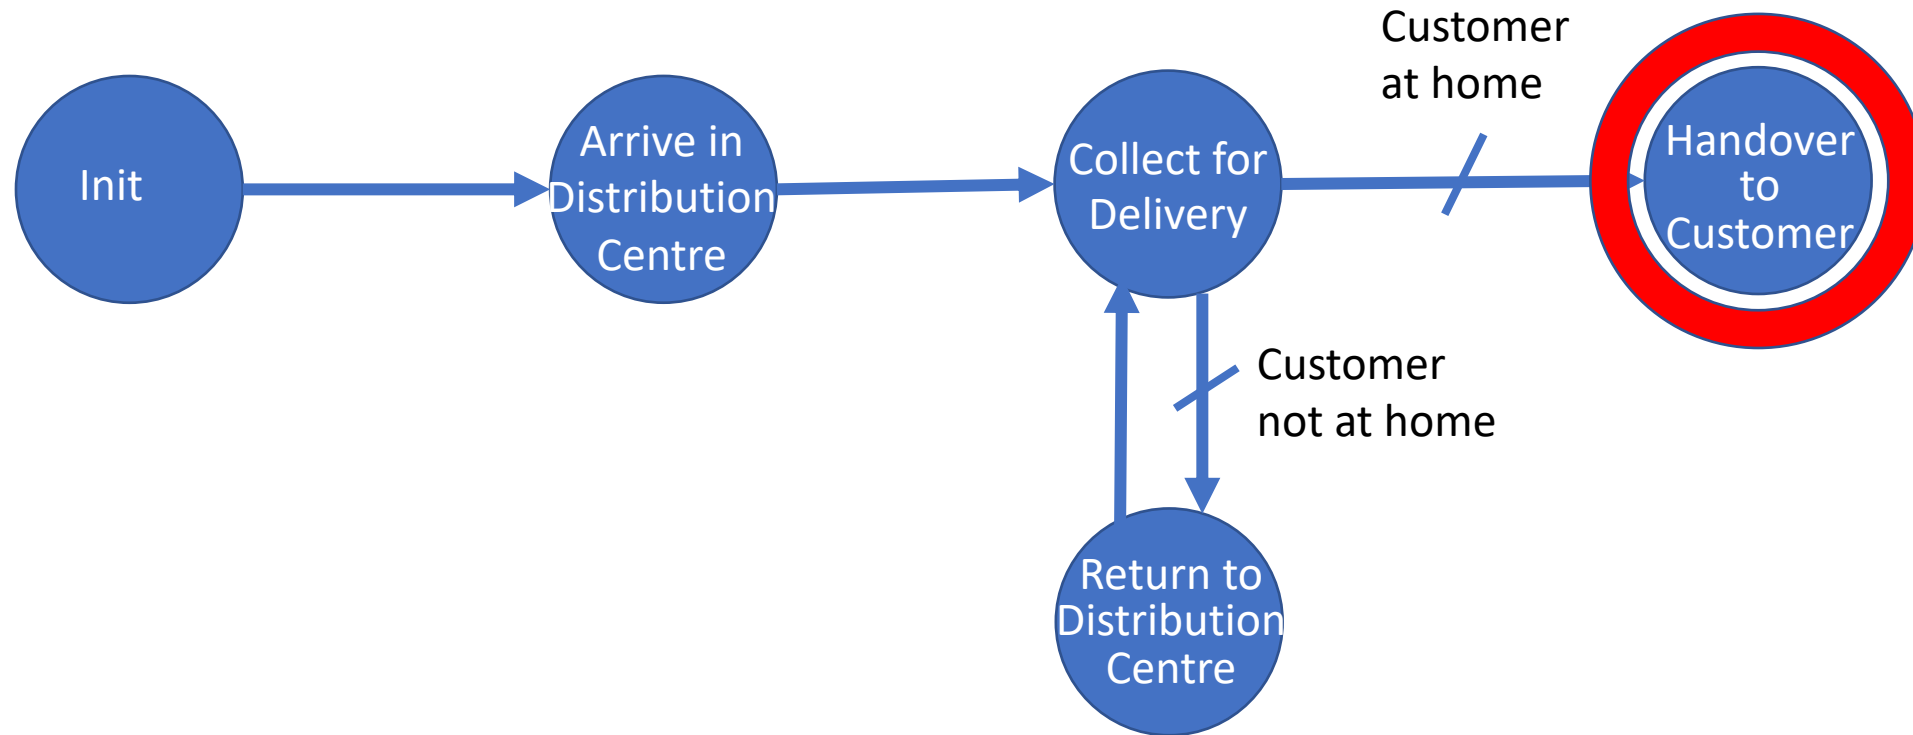 Init
Arrive in
Distribution
Centre
Collect for
Delivery
Customer
at home
Handover
to
Customer
Customer
not at home
Return to
Distribution
Centre